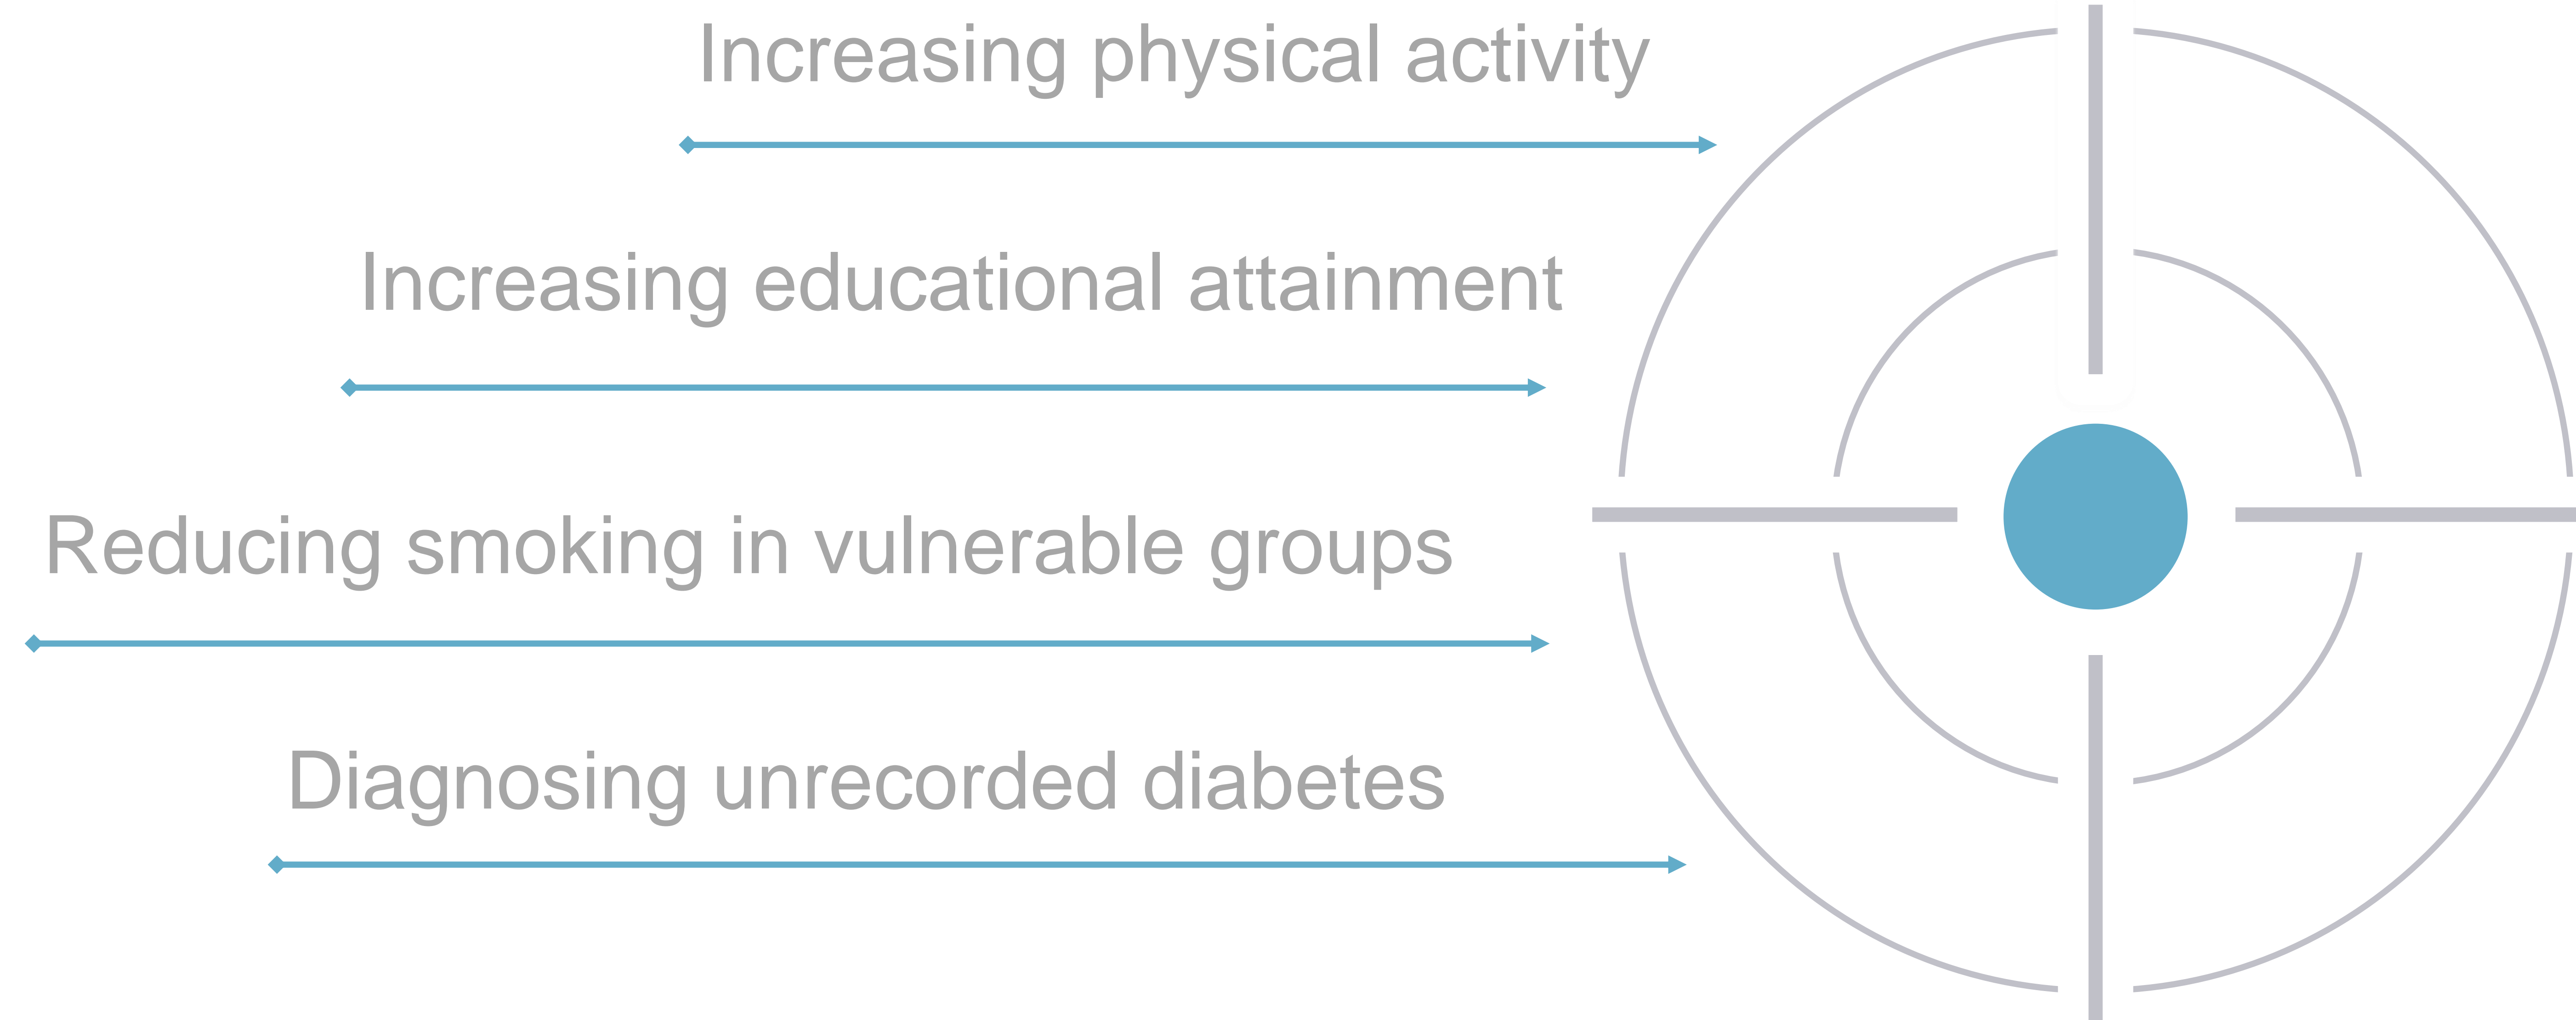 Increasing physical activity
Increasing educational attainment
Reducing smoking in vulnerable groups
Diagnosing unrecorded diabetes